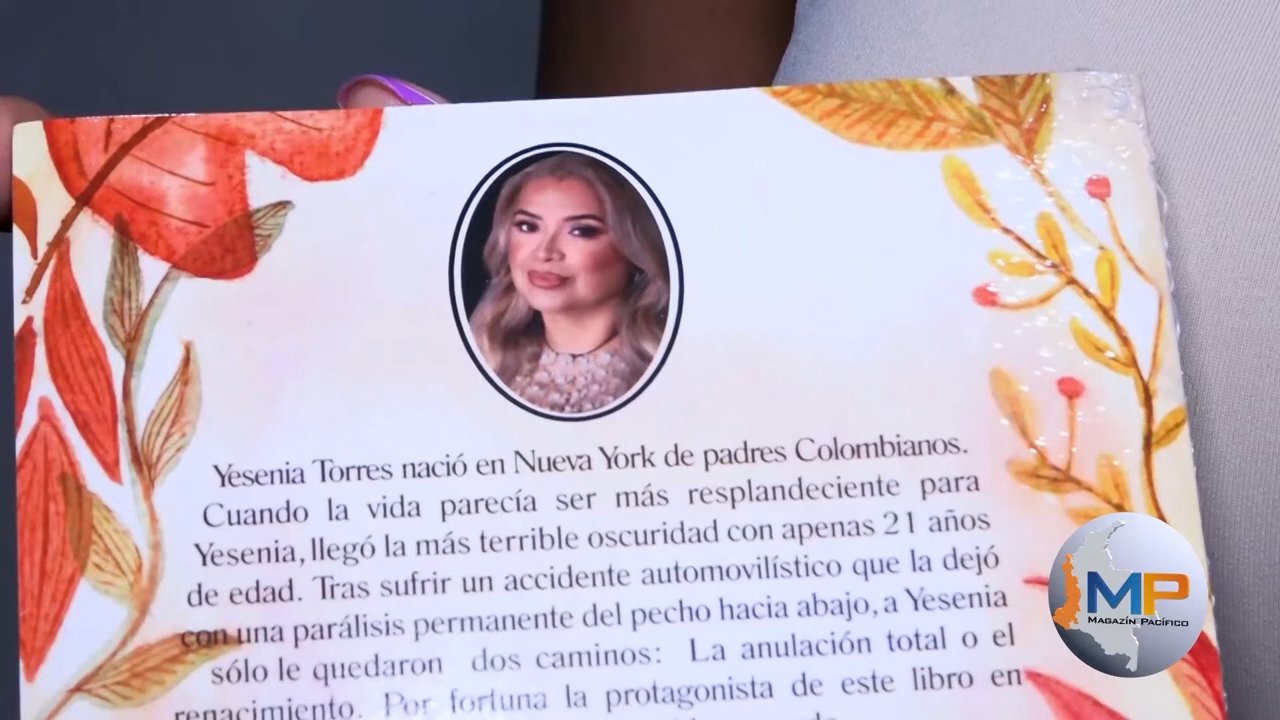 Yesenia Torres nació en Nueva York de padres Colombianos.
Cuando la vida parecía ser más resplandeciente para
Yesenia, llegó la más terrible oscuridad con apenas 21 años
de edad. Tras sufrir un accidente automovilístico que la dejó
con una parálisis permanente del pecho hacia abajo, a Yesenia
sólo le quedaron dos caminos: La anulación total o el
renacimiento. Por fortuna la protagonista de este libro en
MP
MAGAZÍN PACÍFICO